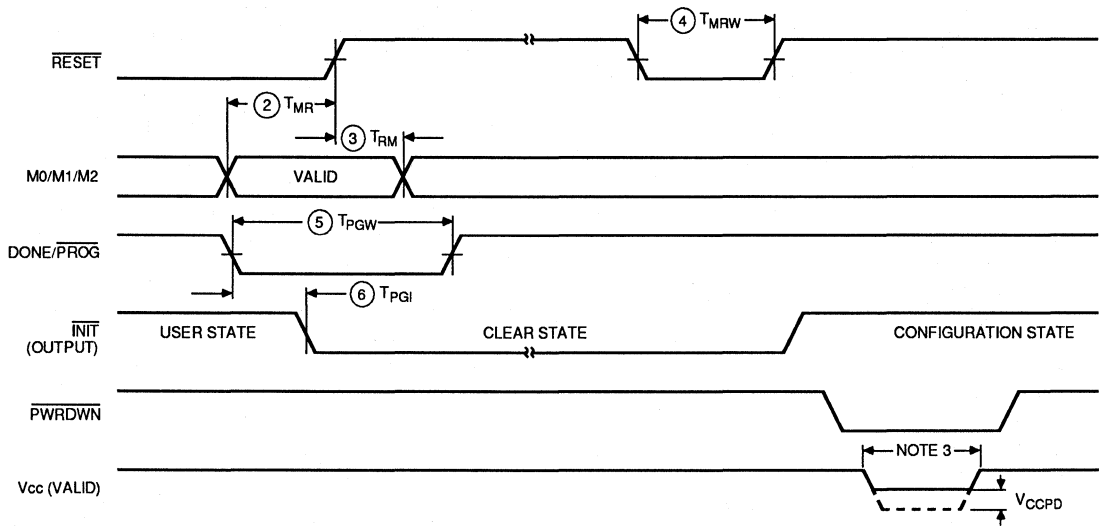 RESET
4 TMRW
2 TMR
3 TRM
M0/M1/M2
VALID
5 TPGW
DONE/PROG
6 TPGI
INIT
(OUTPUT)
USER STATE
CLEAR STATE
CONFIGURATION STATE
PWRDWN
NOTE 3
Vcc (VALID)
VCCPD